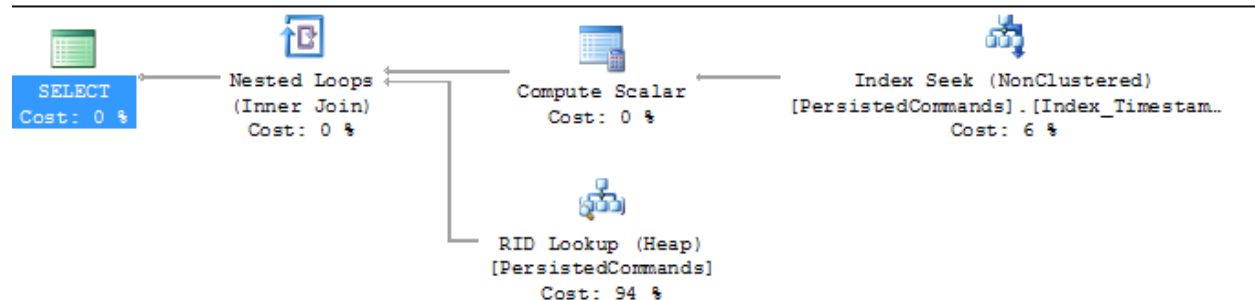 SELECT
Cost: 0 %
Nested Loops
(Inner Join)
Cost: 0 %
Compute Scalar
Cost: 0 %
Index Seek (NonClustered)
[PersistedCommands].[Index_Timestam…
Cost: 6 %
RID Lookup (Heap)
[PersistedCommands]
Cost: 94 %